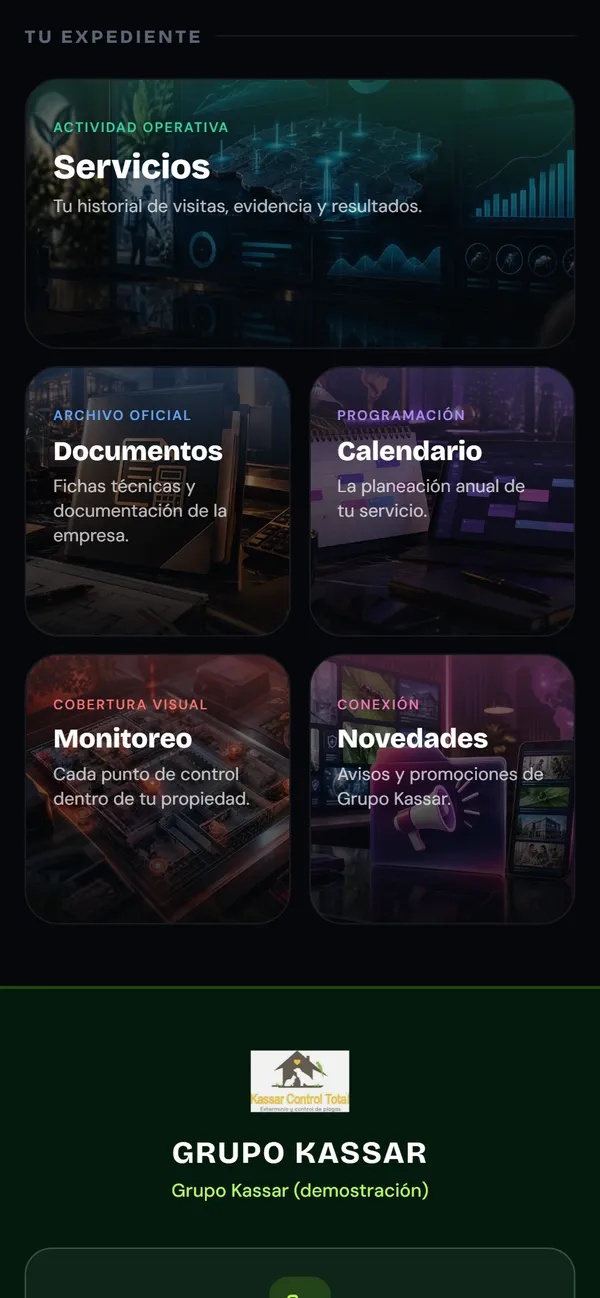 TU EXPEDIENTE
ACTIVIDAD OPERATIVA
Servicios
Tu historial de visitas, evidencia y resultados.
ARCHIVO OFICIAL
Documentos
Fichas técnicas y
documentación de la
empresa.
PROGRAMACIÓN
Calendario
La planeación anual de
tu servicio.
COBERTURA VISUAL
Monitoreo
Cada punto de control
dentro de tu propiedad.
CONEXIÓN
Novedades
Avisos y promociones de
Grupo Kassar.
Kassar Control Total
Exterminio y control de plagas
GRUPO KASSAR
Grupo Kassar (demostración)